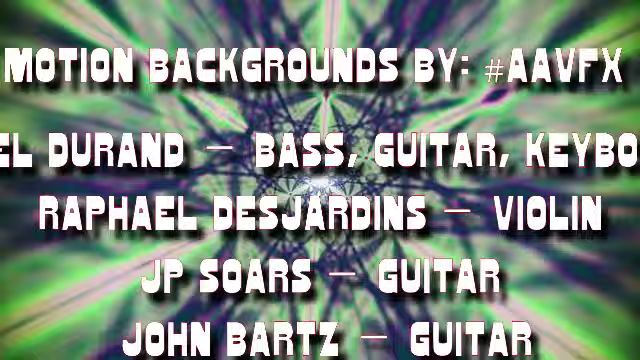 MOTION BACKGROUNDS BY: #AAVFX
EL DURAND — BASS, GUITAR, KEYBO
RAPHAEL DESJARDINS — VIOLIN
JP SOARS — GUITAR
JOHN BARTZ — GUITAR